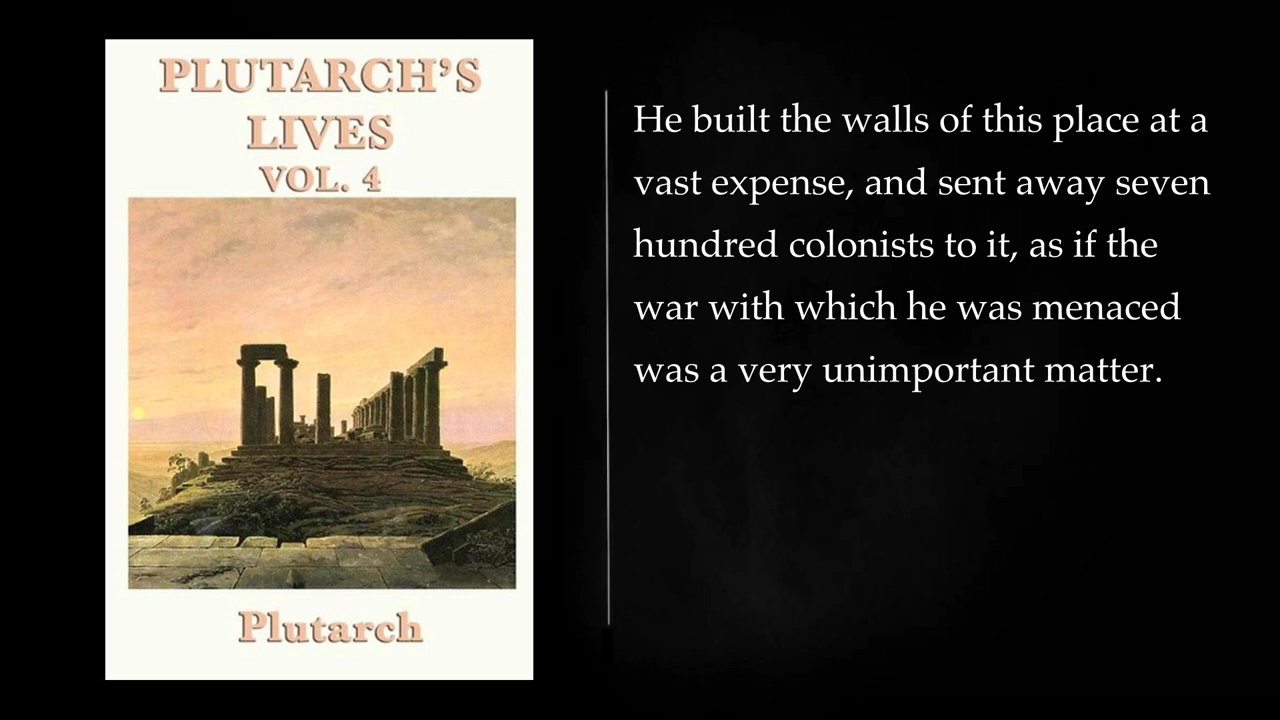 PLUTARCH'S
LIVES
VOL. 4
Plutarch
He built the walls of this place at a
vast expense, and sent away seven
hundred colonists to it, as if the
war with which he was menaced
was a very unimportant matter.